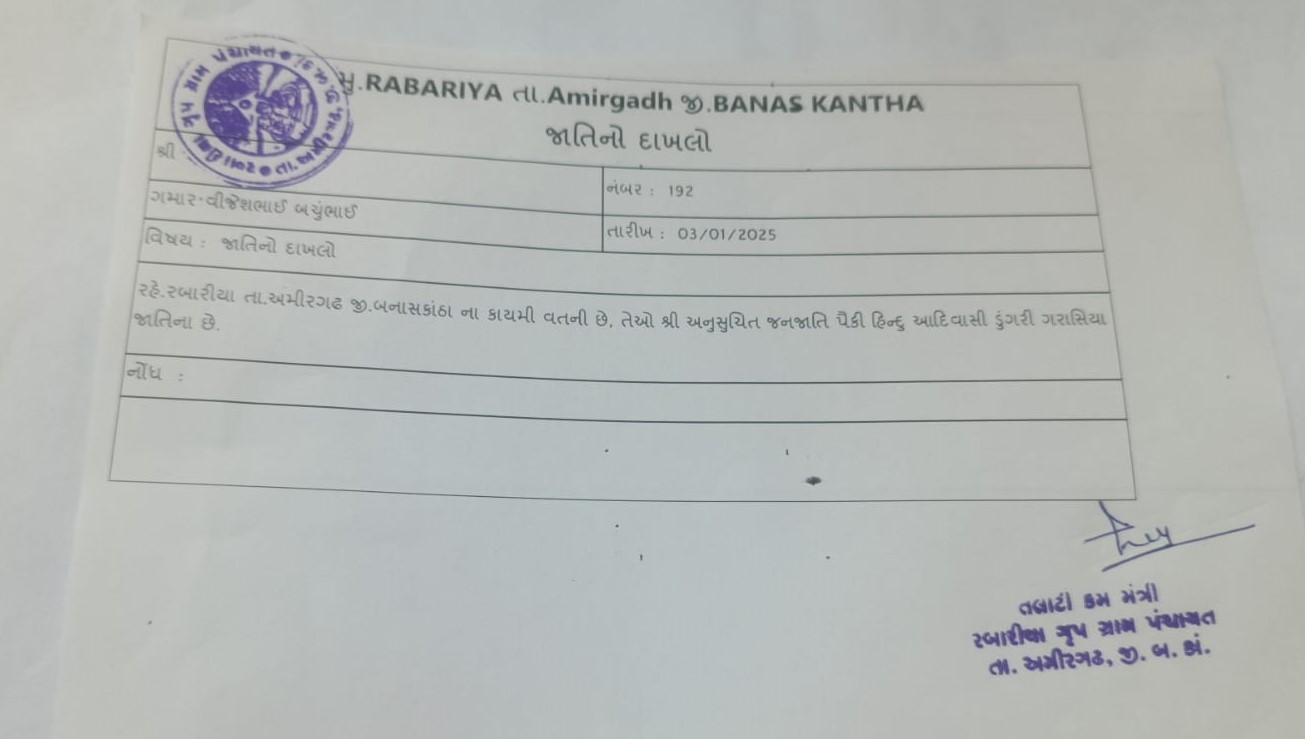 મુ.RABARIYA તા.Amirgadh જી.BANAS KANTHA
જાતિનો દાખલો
શ્રી
નંબર : 192
ગમાર-વીજેશભાઈ બચુંભાઈ
તારીખ : 03/01/2025
વિષય : જાતિનો દાખલો
રહે.રબારીયા તા.અમીરગઢ જી.બનાસકાંઠા ના કાયમી વતની છે, તેઓ શ્રી અનુસુચિત જનજાતિ પૈકી હિન્દુ આદિવાસી ડુંગરી ગરાસિયા
જાતિના છે.
નોંધ :
તલાટી કમ મંત્રી
રબારીયા ગૃપ ગ્રામ પંચાયત
તા. અમીરગઢ, જી. બ. કાં.